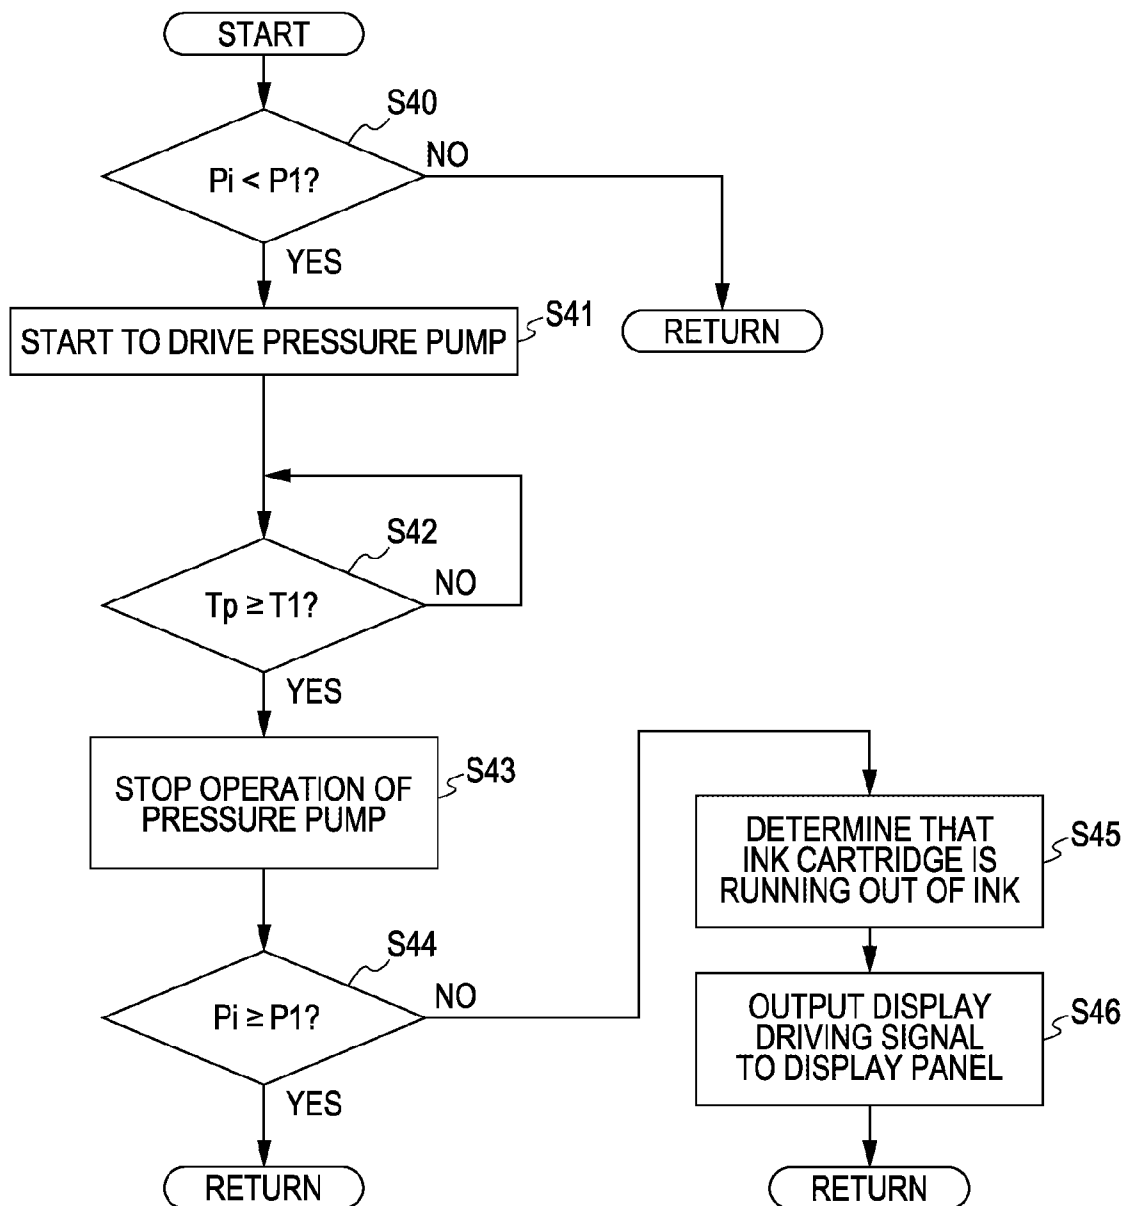 START
S40
Pi < P1?
NO
YES
S41
START TO DRIVE PRESSURE PUMP
RETURN
S42
Tp ≥ T1?
NO
YES
STOP OPERATION OF
PRESSURE PUMP
S43
S44
Pi ≥ P1?
NO
YES
RETURN
DETERMINE THAT
INK CARTRIDGE IS
RUNNING OUT OF INK
S45
OUTPUT DISPLAY
DRIVING SIGNAL
TO DISPLAY PANEL
S46
RETURN